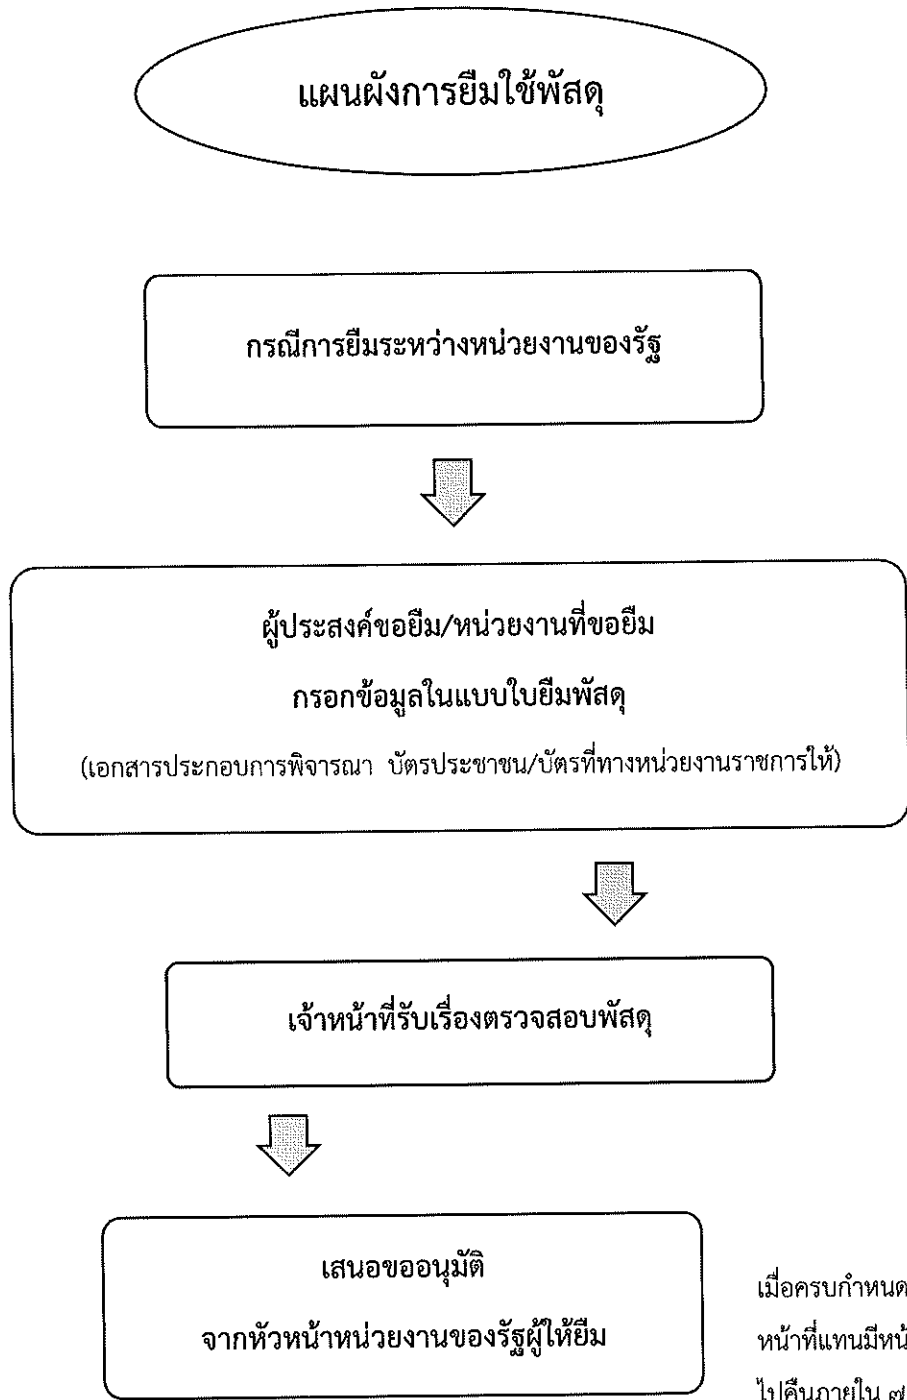 แผนผังการยืมใช้พัสดุ
กรณีการยืมระหว่างหน่วยงานของรัฐ
ผู้ประสงค์ขอยืม/หน่วยงานที่ขอยืม
กรอกข้อมูลในแบบใบยืมพัสดุ
(เอกสารประกอบการพิจารณา บัตรประชาชน/บัตรที่ทางหน่วยงานราชการให้)
เจ้าหน้าที่รับเรื่องตรวจสอบพัสดุ
เสนอขออนุมัติ
จากหัวหน้าหน่วยงานของรัฐผู้ให้ยืม
เมื่อครบกำหนด
หน้าที่แทนมีหน้
ไปคืนภายใน ๗